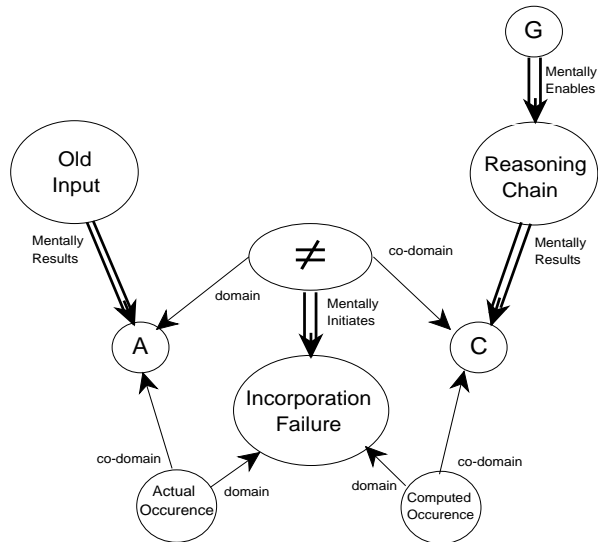 G
Mentally
Enables
Old
Input
Reasoning
Chain
Mentally
Results
≠
co-domain
Mentally
Results
domain
Mentally
Initiates
A
C
Incorporation
Failure
co-domain
Actual
Occurence
domain
domain
Computed
Occurence
co-domain